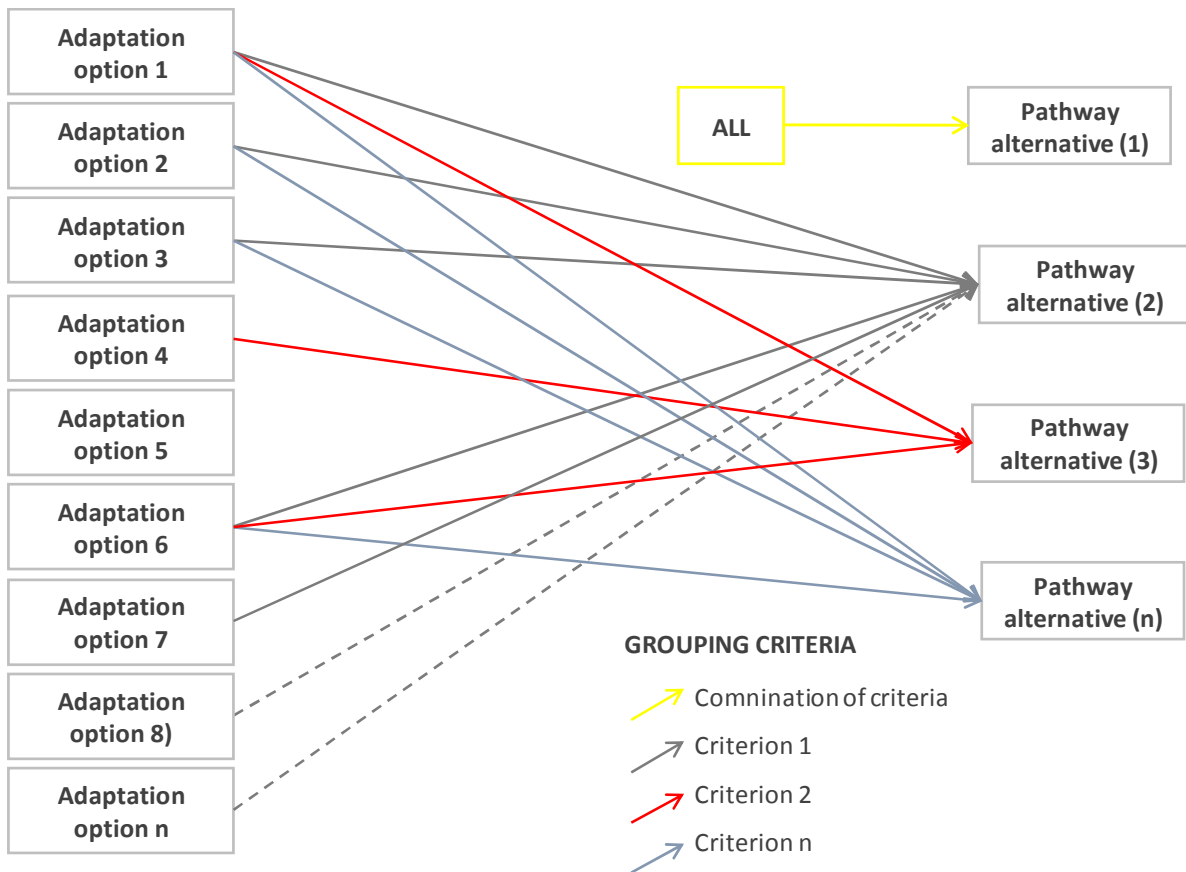 Adaptation
option 1
Adaptation
option 2
Adaptation
option 3
Adaptation
option 4
Adaptation
option 5
Adaptation
option 6
Adaptation
option 7
Adaptation
option 8)
Adaptation
option n
ALL
Pathway
alternative (1)
Pathway
alternative (2)
Pathway
alternative (3)
Pathway
alternative (n)
GROUPING CRITERIA
Comnination of criteria
Criterion 1
Criterion 2
Criterion n